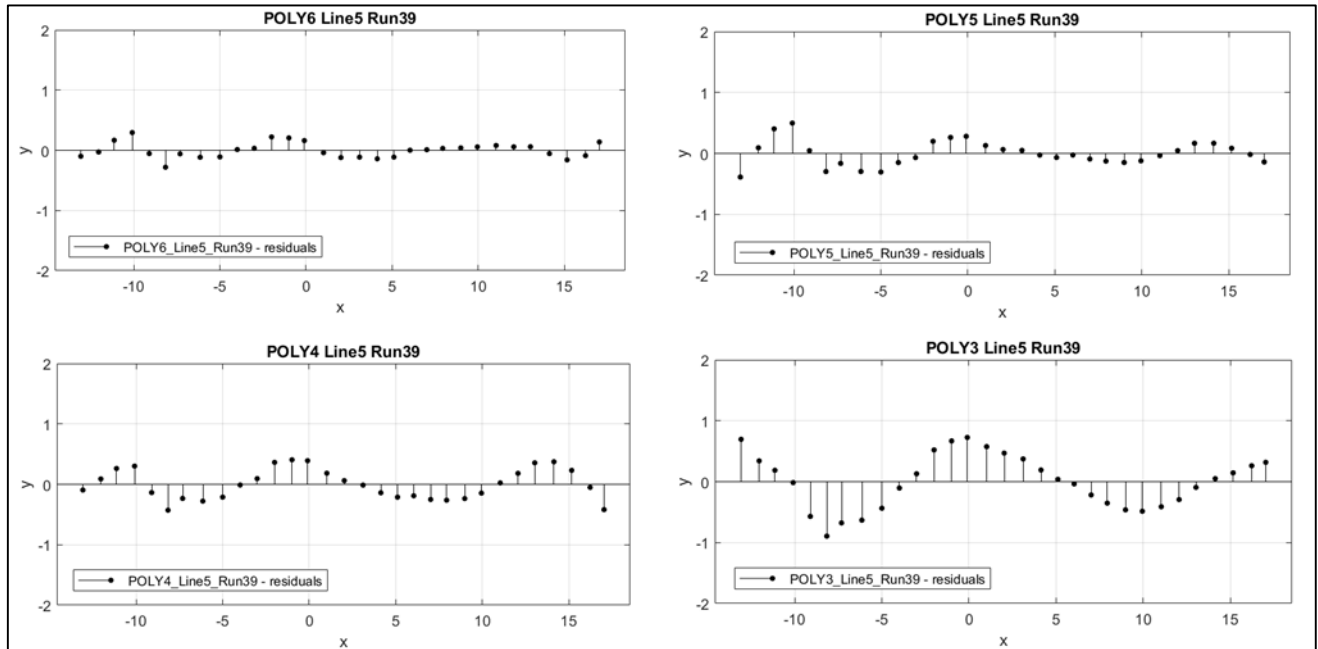 POLY6 Line5 Run39
2
1
0
-1
-2
y
POLY6_Line5_Run39 - residuals
-10
-5
0
5
10
15
x
POLY5 Line5 Run39
2
1
0
-1
-2
y
POLY5_Line5_Run39 - residuals
-10
-5
0
5
10
15
x
POLY4 Line5 Run39
2
1
0
-1
-2
y
POLY4_Line5_Run39 - residuals
-10
-5
0
5
10
15
x
POLY3 Line5 Run39
2
1
0
-1
-2
y
POLY3_Line5_Run39 - residuals
-10
-5
0
5
10
15
x